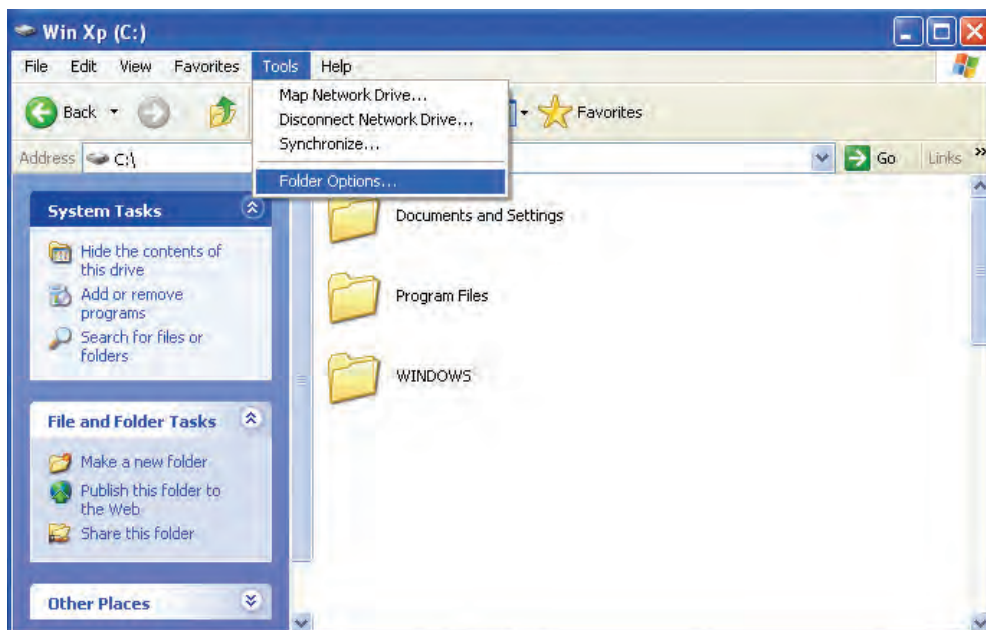 Win Xp (C:)
File Edit View Favorites Tools Help
Map Network Drive...
Disconnect Network Drive...
Synchronize...
Folder Options...
Back
Favorites
Address C:\
Go Links »
System Tasks
Hide the contents of
this drive
Add or remove
programs
Search for files or
folders
File and Folder Tasks
Make a new folder
Publish this folder to
the Web
Share this folder
Other Places
Documents and Settings
Program Files
WINDOWS